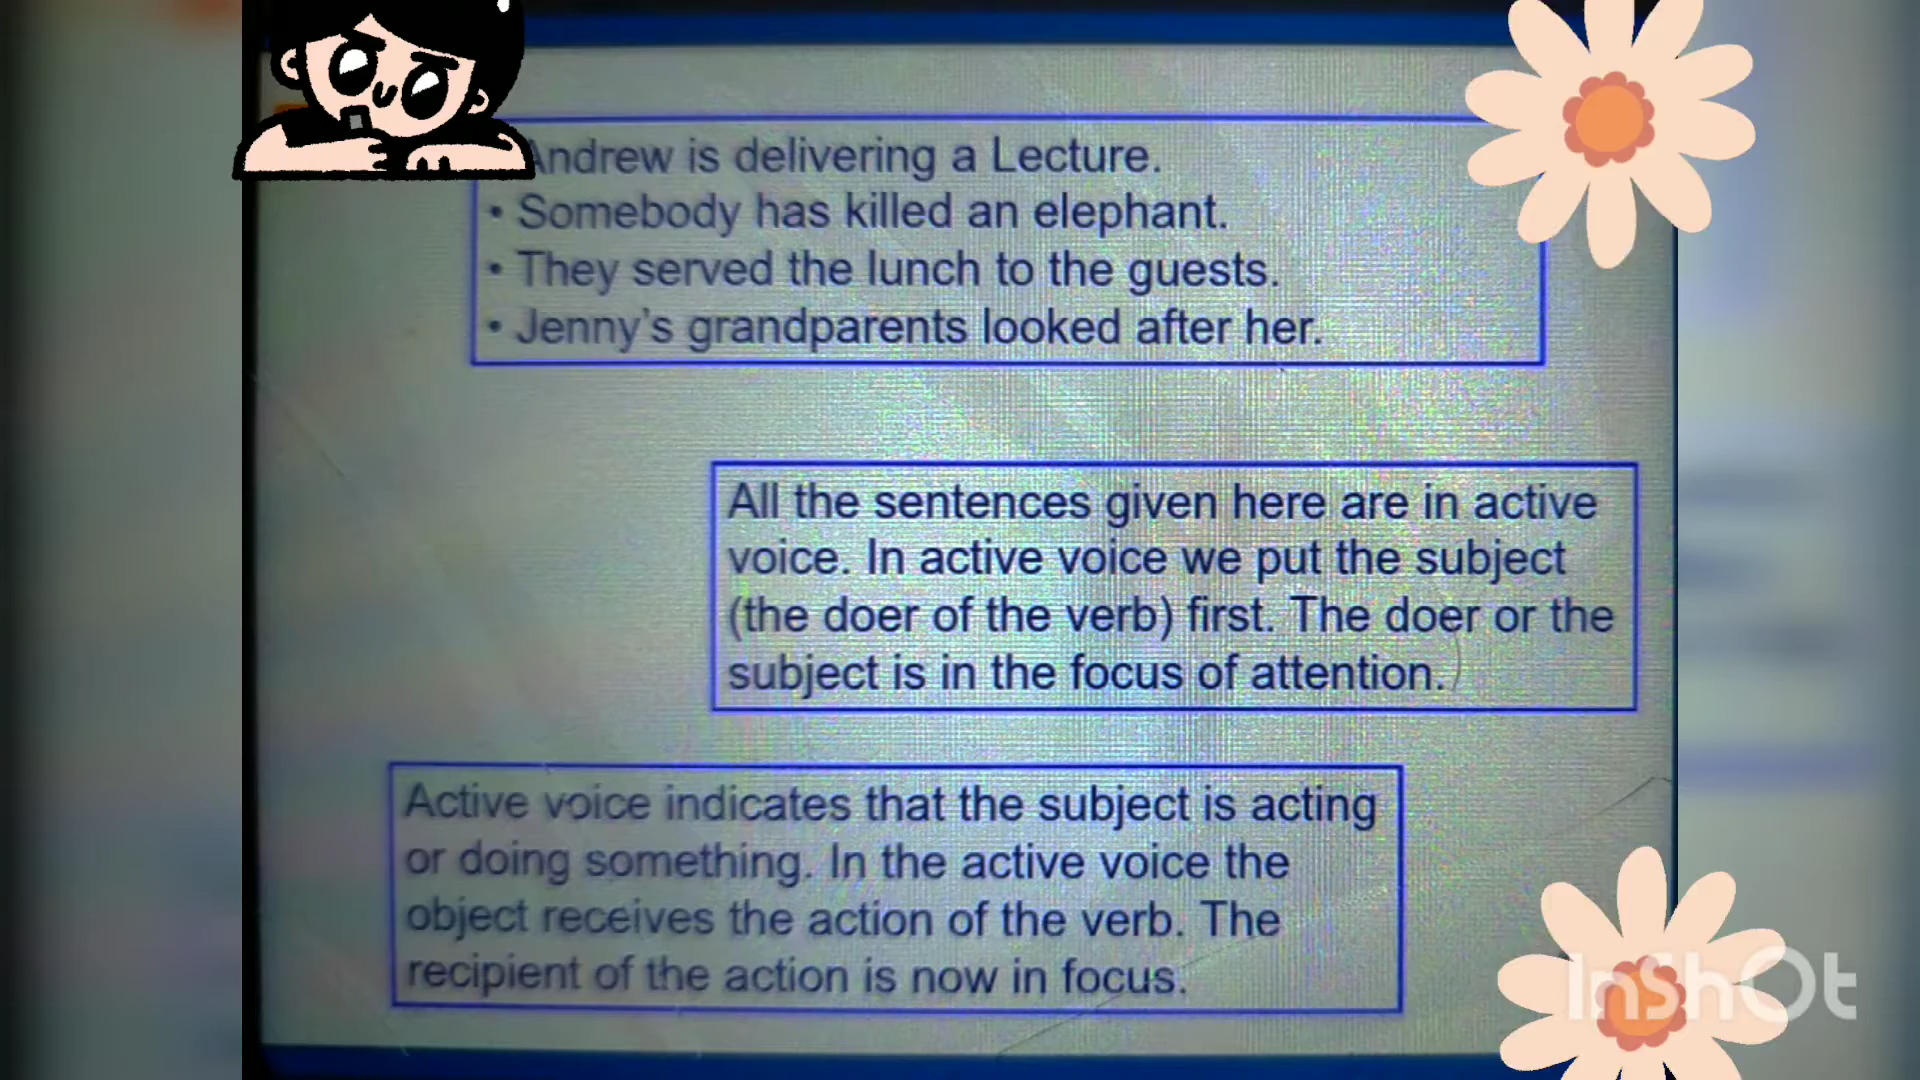 Andrew is delivering a Lecture.
• Somebody has killed an elephant.
• They served the lunch to the guests.
• Jenny's grandparents looked after her.
All the sentences given here are in active
voice. In active voice we put the subject
(the doer of the verb) first. The doer or the
subject is in the focus of attention.
Active voice indicates that the subject is acting
or doing something. In the active voice the
object receives the action of the verb. The
recipient of the action is now in focus.
InShOt